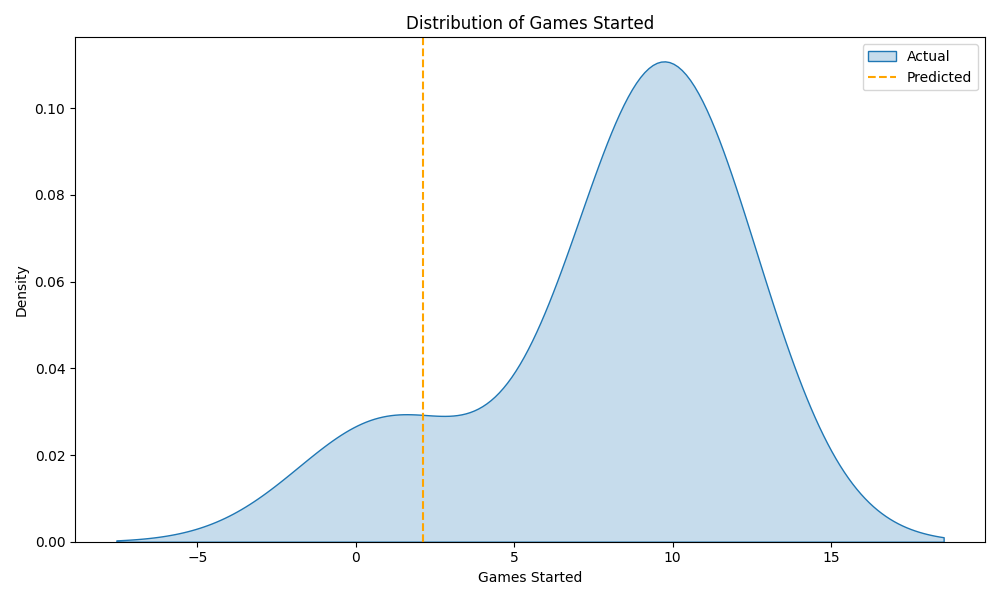 Distribution of Games Started
Actual
Predicted
0.10
0.08
0.06
0.04
0.02
0.00
Density
−5
0
5
10
15
Games Started